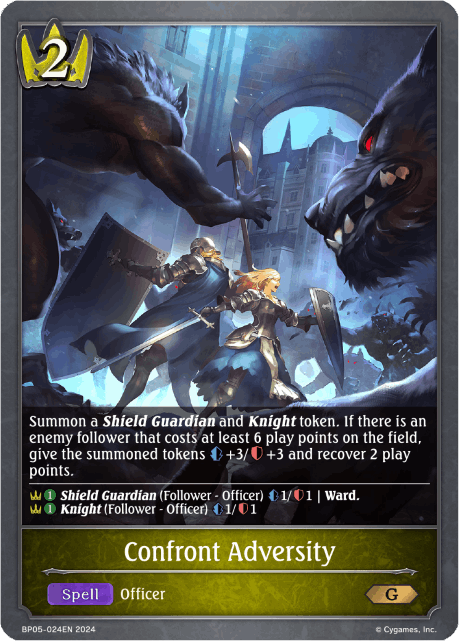 2
Summon a Shield Guardian and Knight token. If there is an
enemy follower that costs at least 6 play points on the field,
give the summoned tokens +3/ +3 and recover 2 play
points.
1 Shield Guardian (Follower - Officer) 1/ 1 | Ward.
1 Knight (Follower - Officer) 1/ 1
Confront Adversity
Spell Officer G
BP05-024EN 2024 © Cygames, Inc.